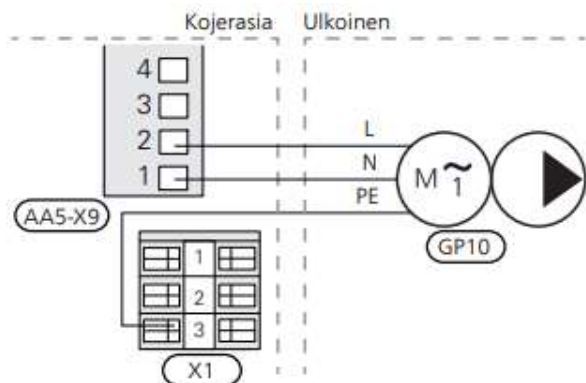 Kojerasia Ulkoinen
4
3
2 L
1 N
PE
M ~ 1
AA5-X9
GP10
1
2
3
X1